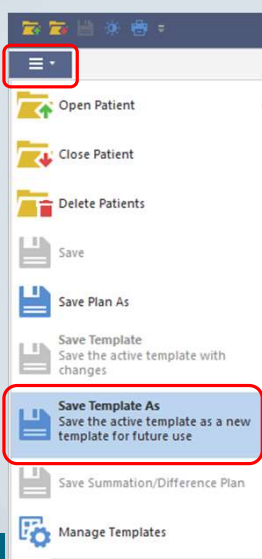 Open Patient
Close Patient
Delete Patients
Save
Save Plan As
Save Template
Save the active template with
changes
Save Template As
Save the active template as a new
template for future use
Save Summation/Difference Plan
Manage Templates